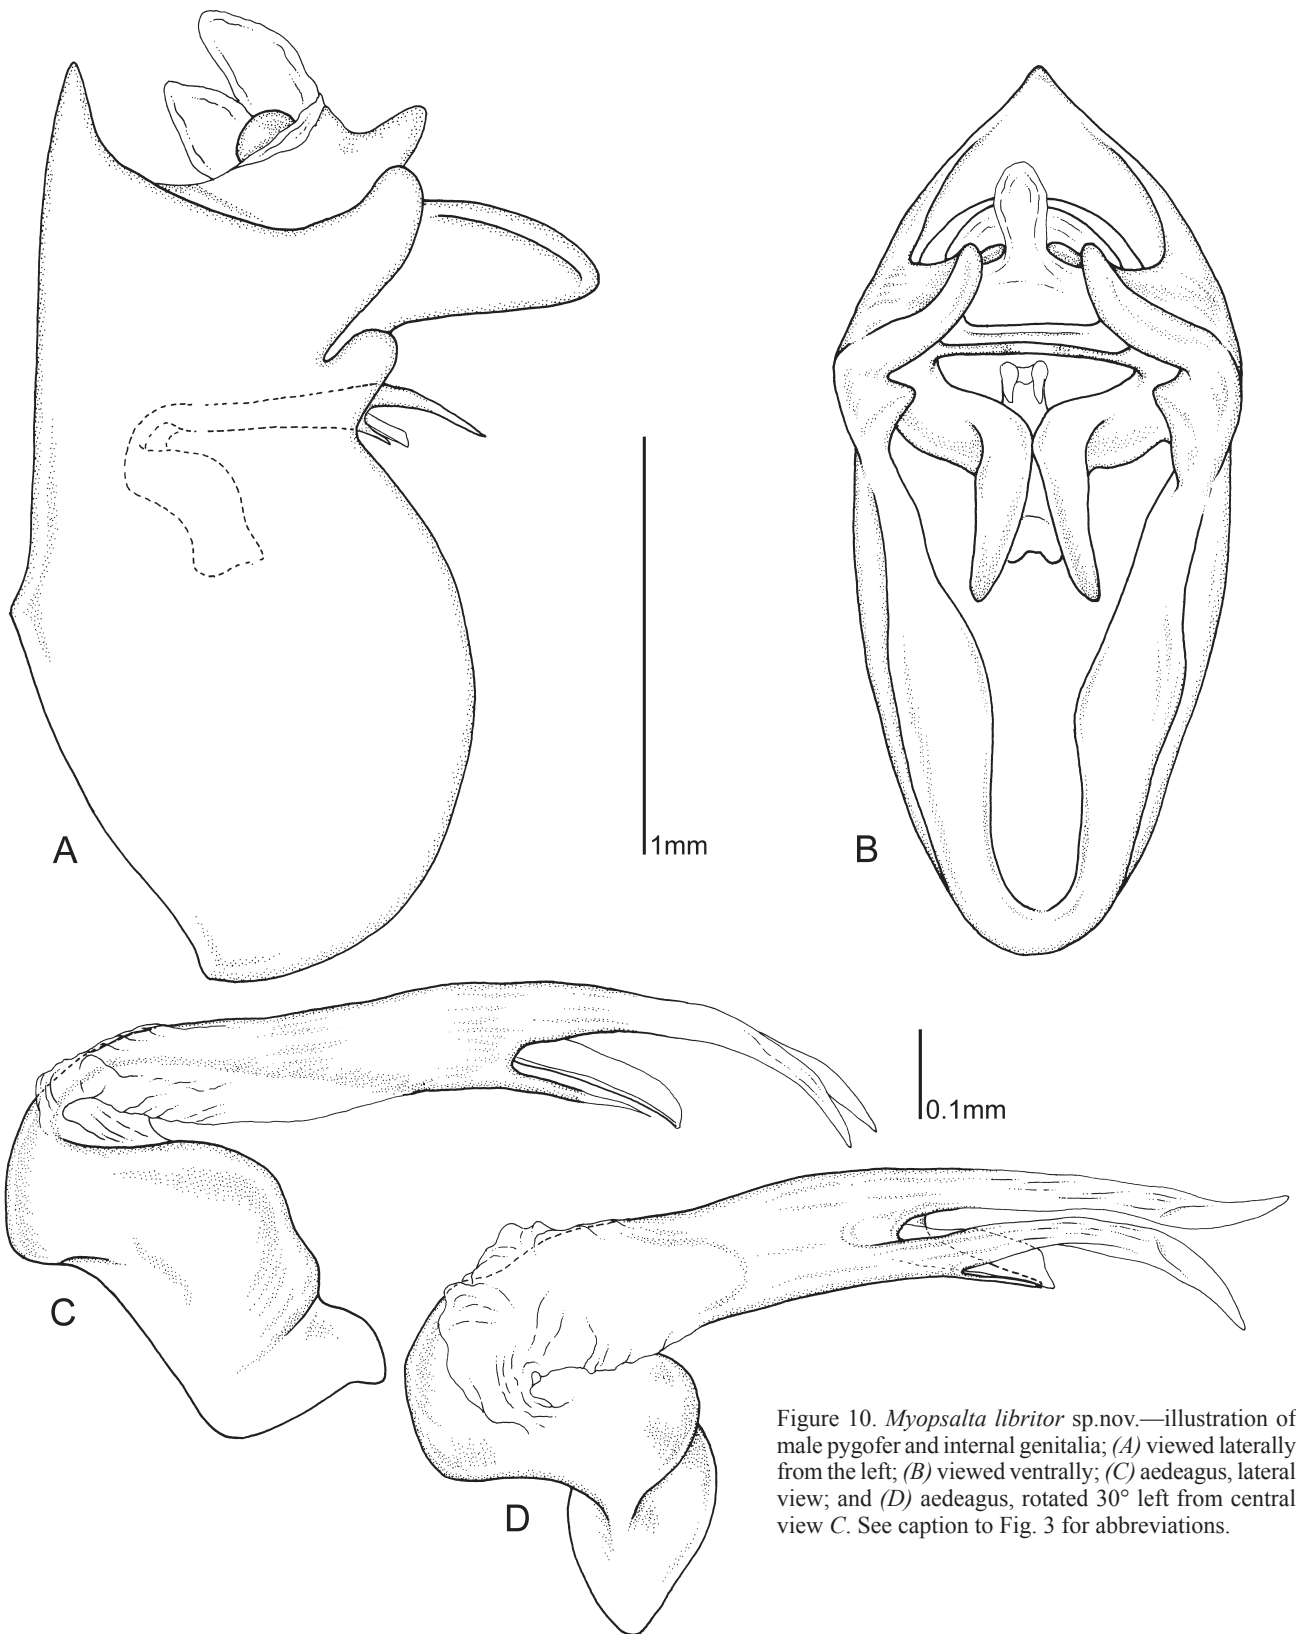 A
1mm
B
0.1mm
C
D
Figure 10. Myopsalta libritor sp.nov.—illustration of
male pygofer and internal genitalia; (A) viewed laterally
from the left; (B) viewed ventrally; (C) aedeagus, lateral
view; and (D) aedeagus, rotated 30° left from central
view C. See caption to Fig. 3 for abbreviations.